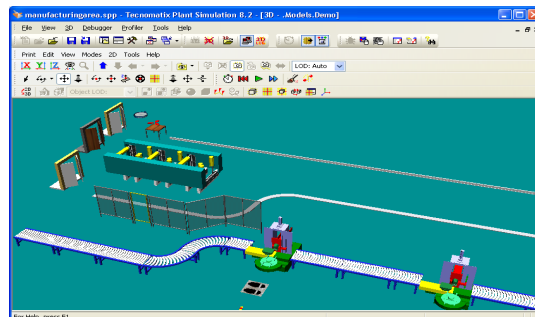 manufacturingarea.spp - Tecnomatix Plant Simulation 8.2 - [3D - .Models.Demo]
File View 3D Debugger Profiler Tools Help
Print Edit View Modes 2D Tools Help
LOD: Auto
Object LOD:
For Help, press F1